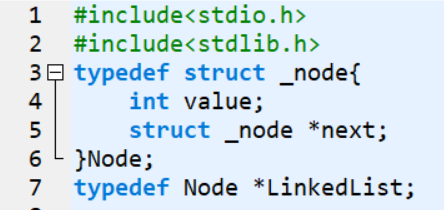 1 #include<stdio.h>
2 #include<stdlib.h>
3 typedef struct _node{
4 int value;
5 struct _node *next;
6 }Node;
7 typedef Node *LinkedList;